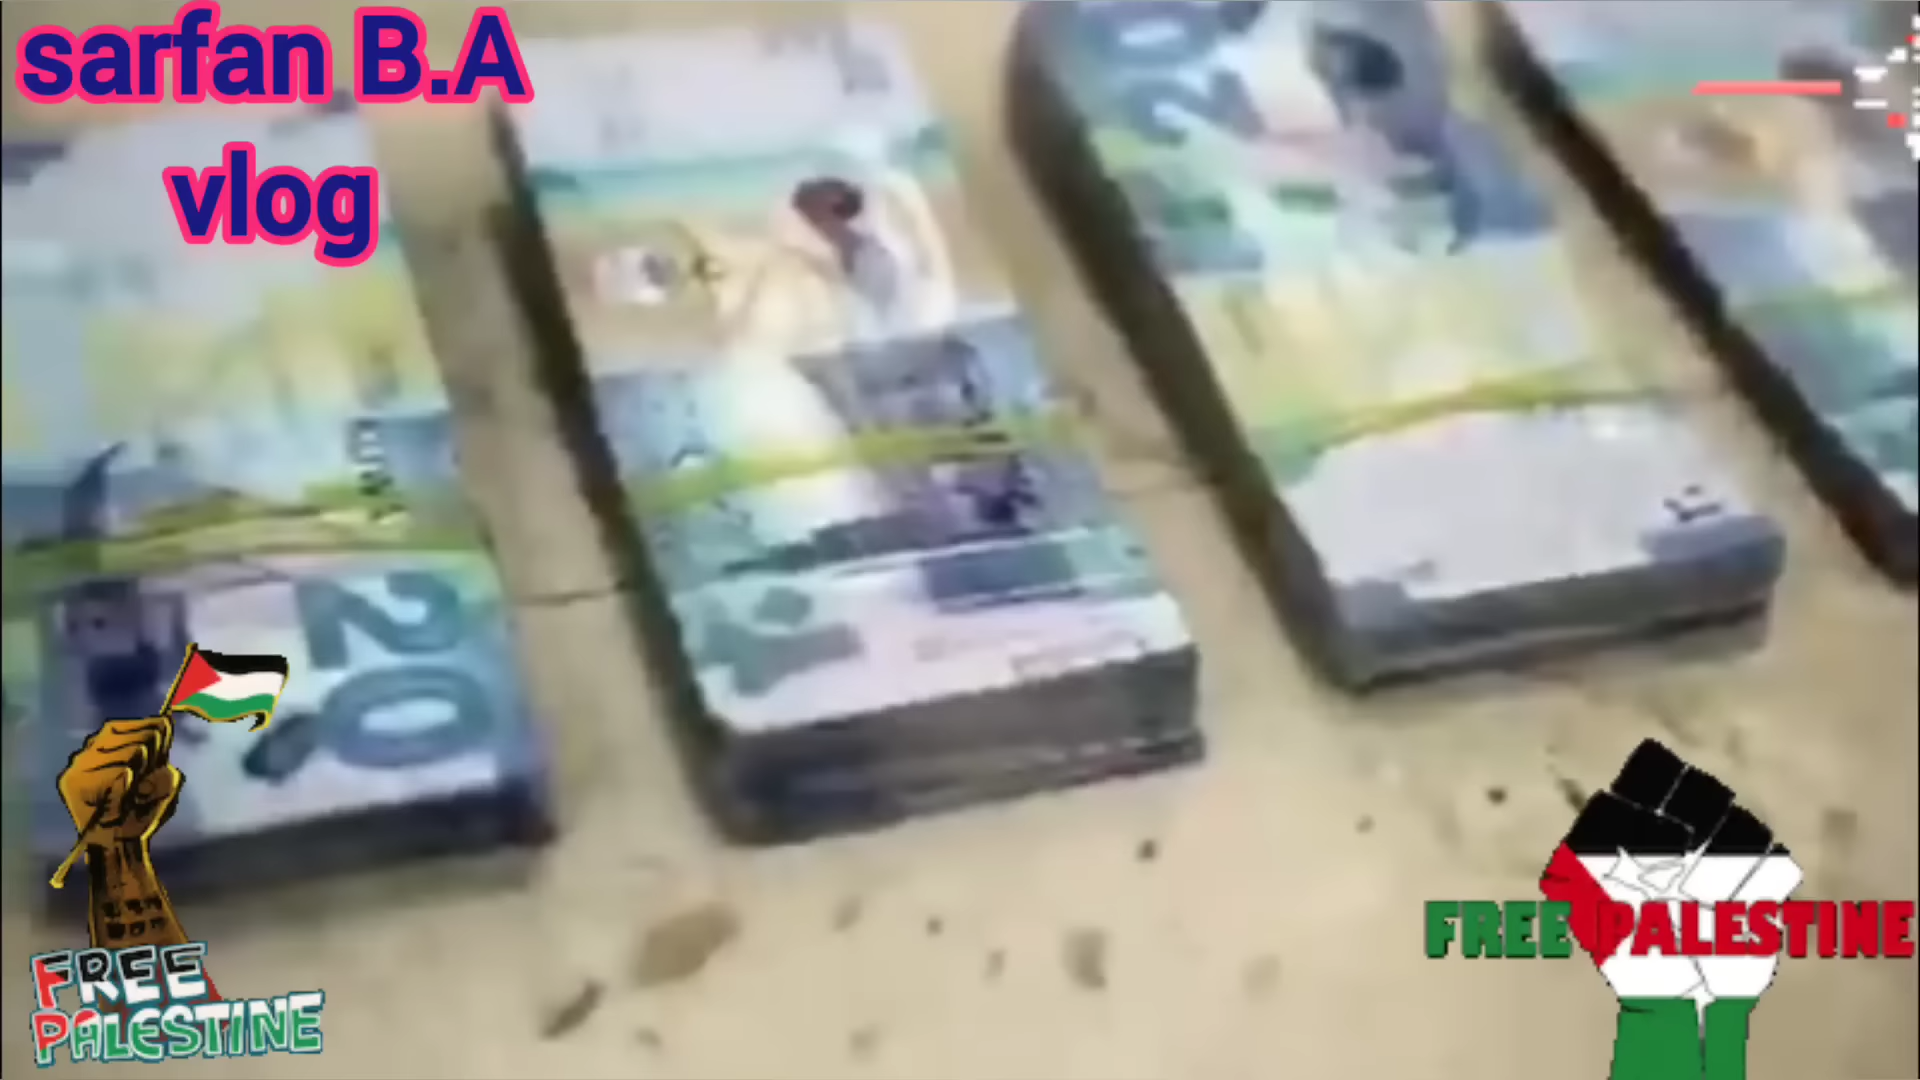 sarfan B.A
vlog
20
20
FREE
PALESTINE
FREE PALESTINE